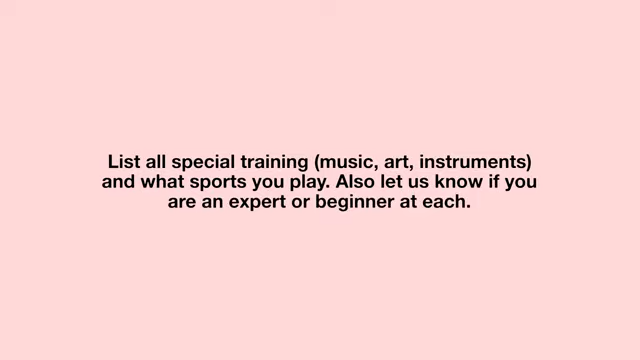 List all special training (music, art, instruments)
and what sports you play. Also let us know if you
are an expert or beginner at each.